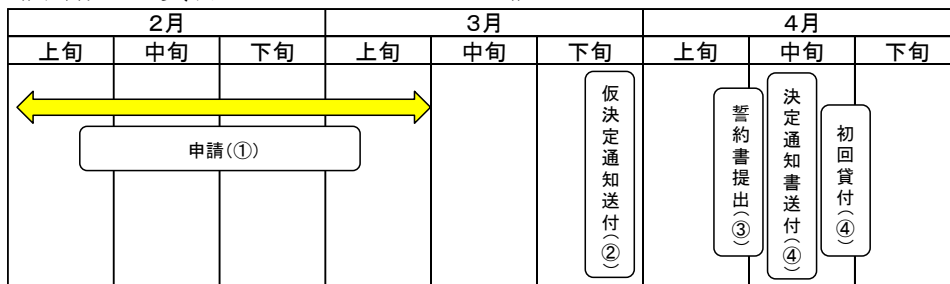 2月 3月 4月
上旬 中旬 下旬 上旬 中旬 下旬 上旬 中旬 下旬
申請(①)
仮決定通知送付(②)
誓約書提出(③)
決定通知書送付(④)
初回貸付(④)